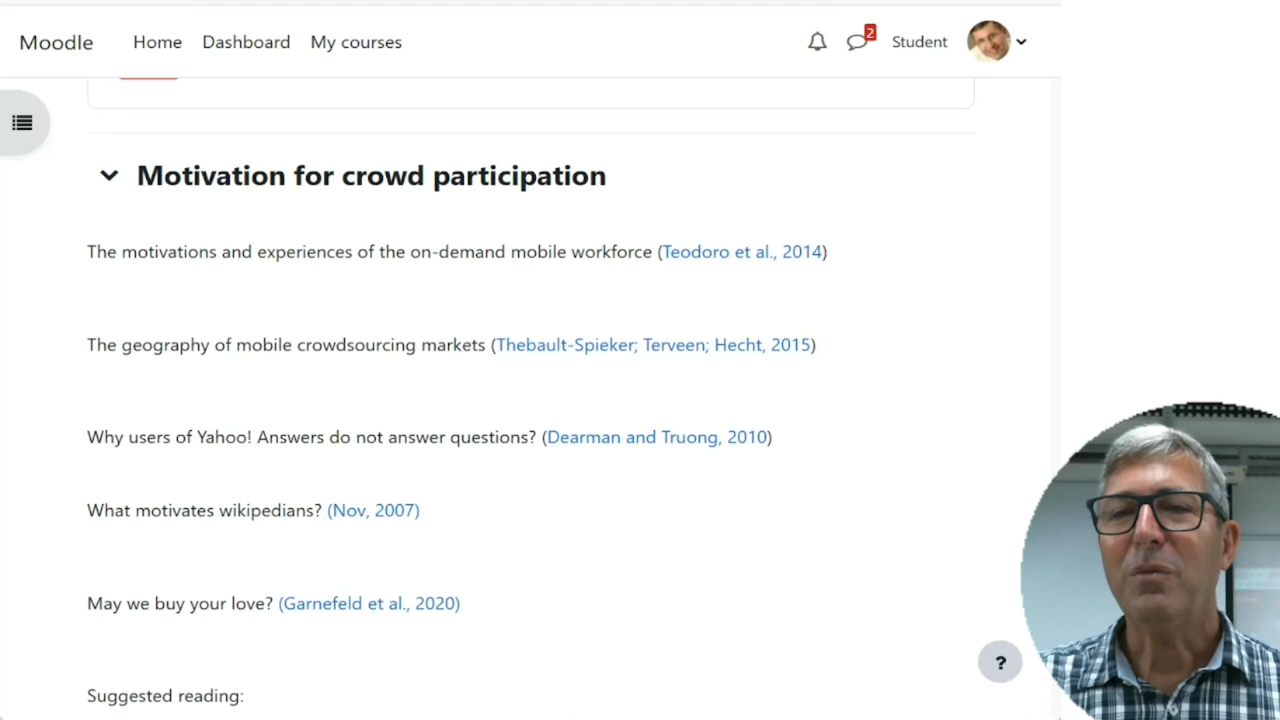 Moodle Home Dashboard My courses 2 Student
Motivation for crowd participation
The motivations and experiences of the on-demand mobile workforce (Teodoro et al., 2014)
The geography of mobile crowdsourcing markets (Thebault-Spieker; Terveen; Hecht, 2015)
Why users of Yahoo! Answers do not answer questions? (Dearman and Truong, 2010)
What motivates wikipedians? (Nov, 2007)
May we buy your love? (Garnefeld et al., 2020)
?
Suggested reading: